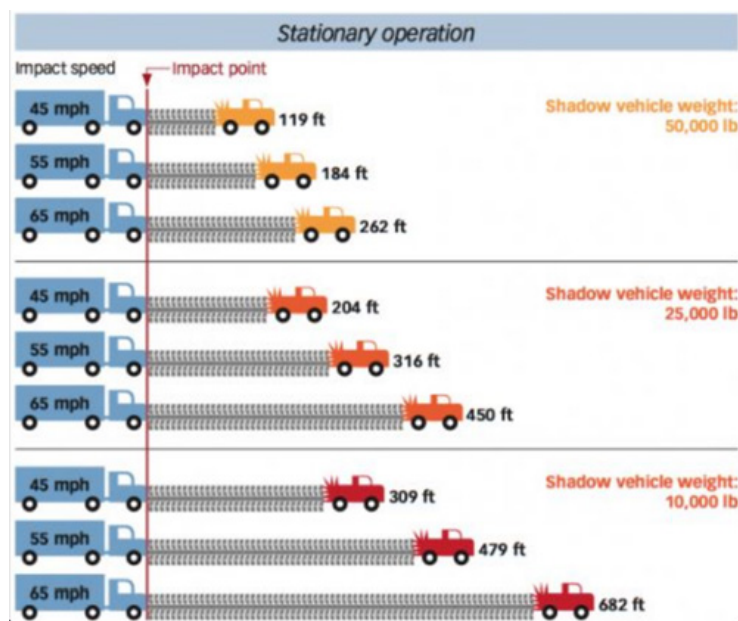 Stationary operation
Impact speed
Impact point
45 mph
119 ft
Shadow vehicle weight:
50,000 lb
55 mph
184 ft
65 mph
262 ft
45 mph
204 ft
Shadow vehicle weight:
25,000 lb
55 mph
316 ft
65 mph
450 ft
45 mph
309 ft
Shadow vehicle weight:
10,000 lb
55 mph
479 ft
65 mph
682 ft